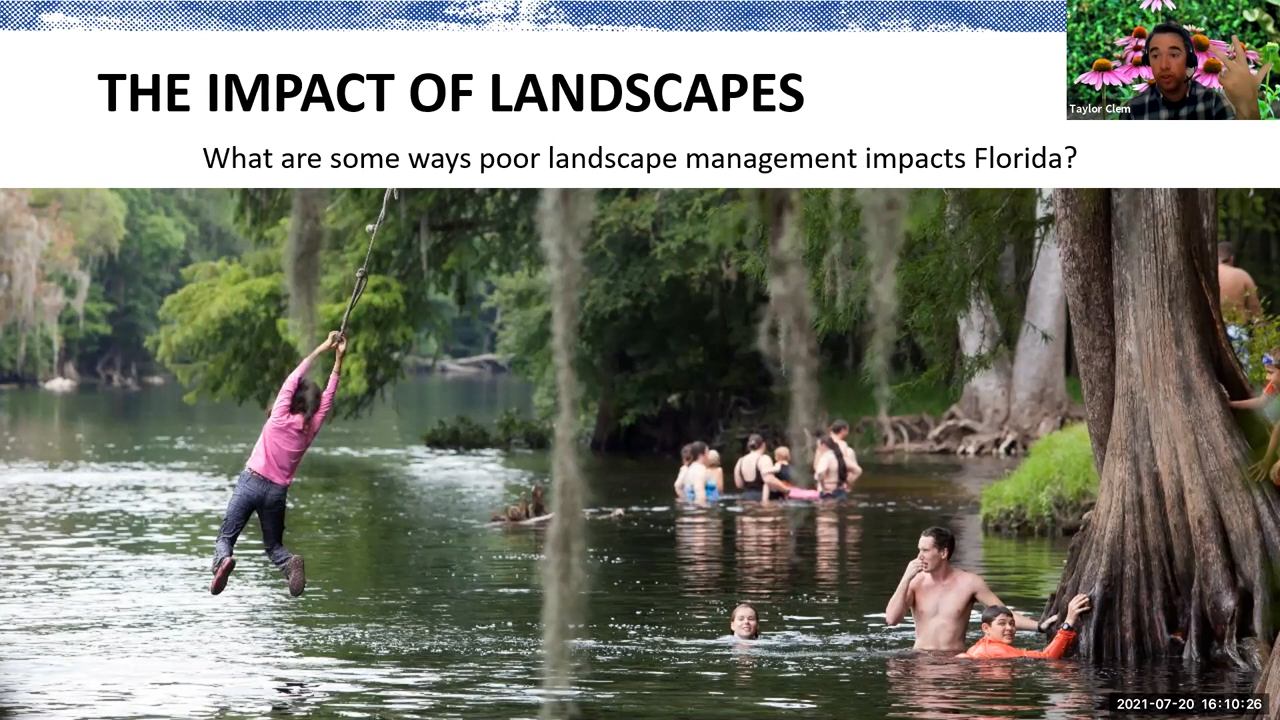 THE IMPACT OF LANDSCAPES
Taylor Clem
What are some ways poor landscape management impacts Florida?
2021-07-20 16:10:26